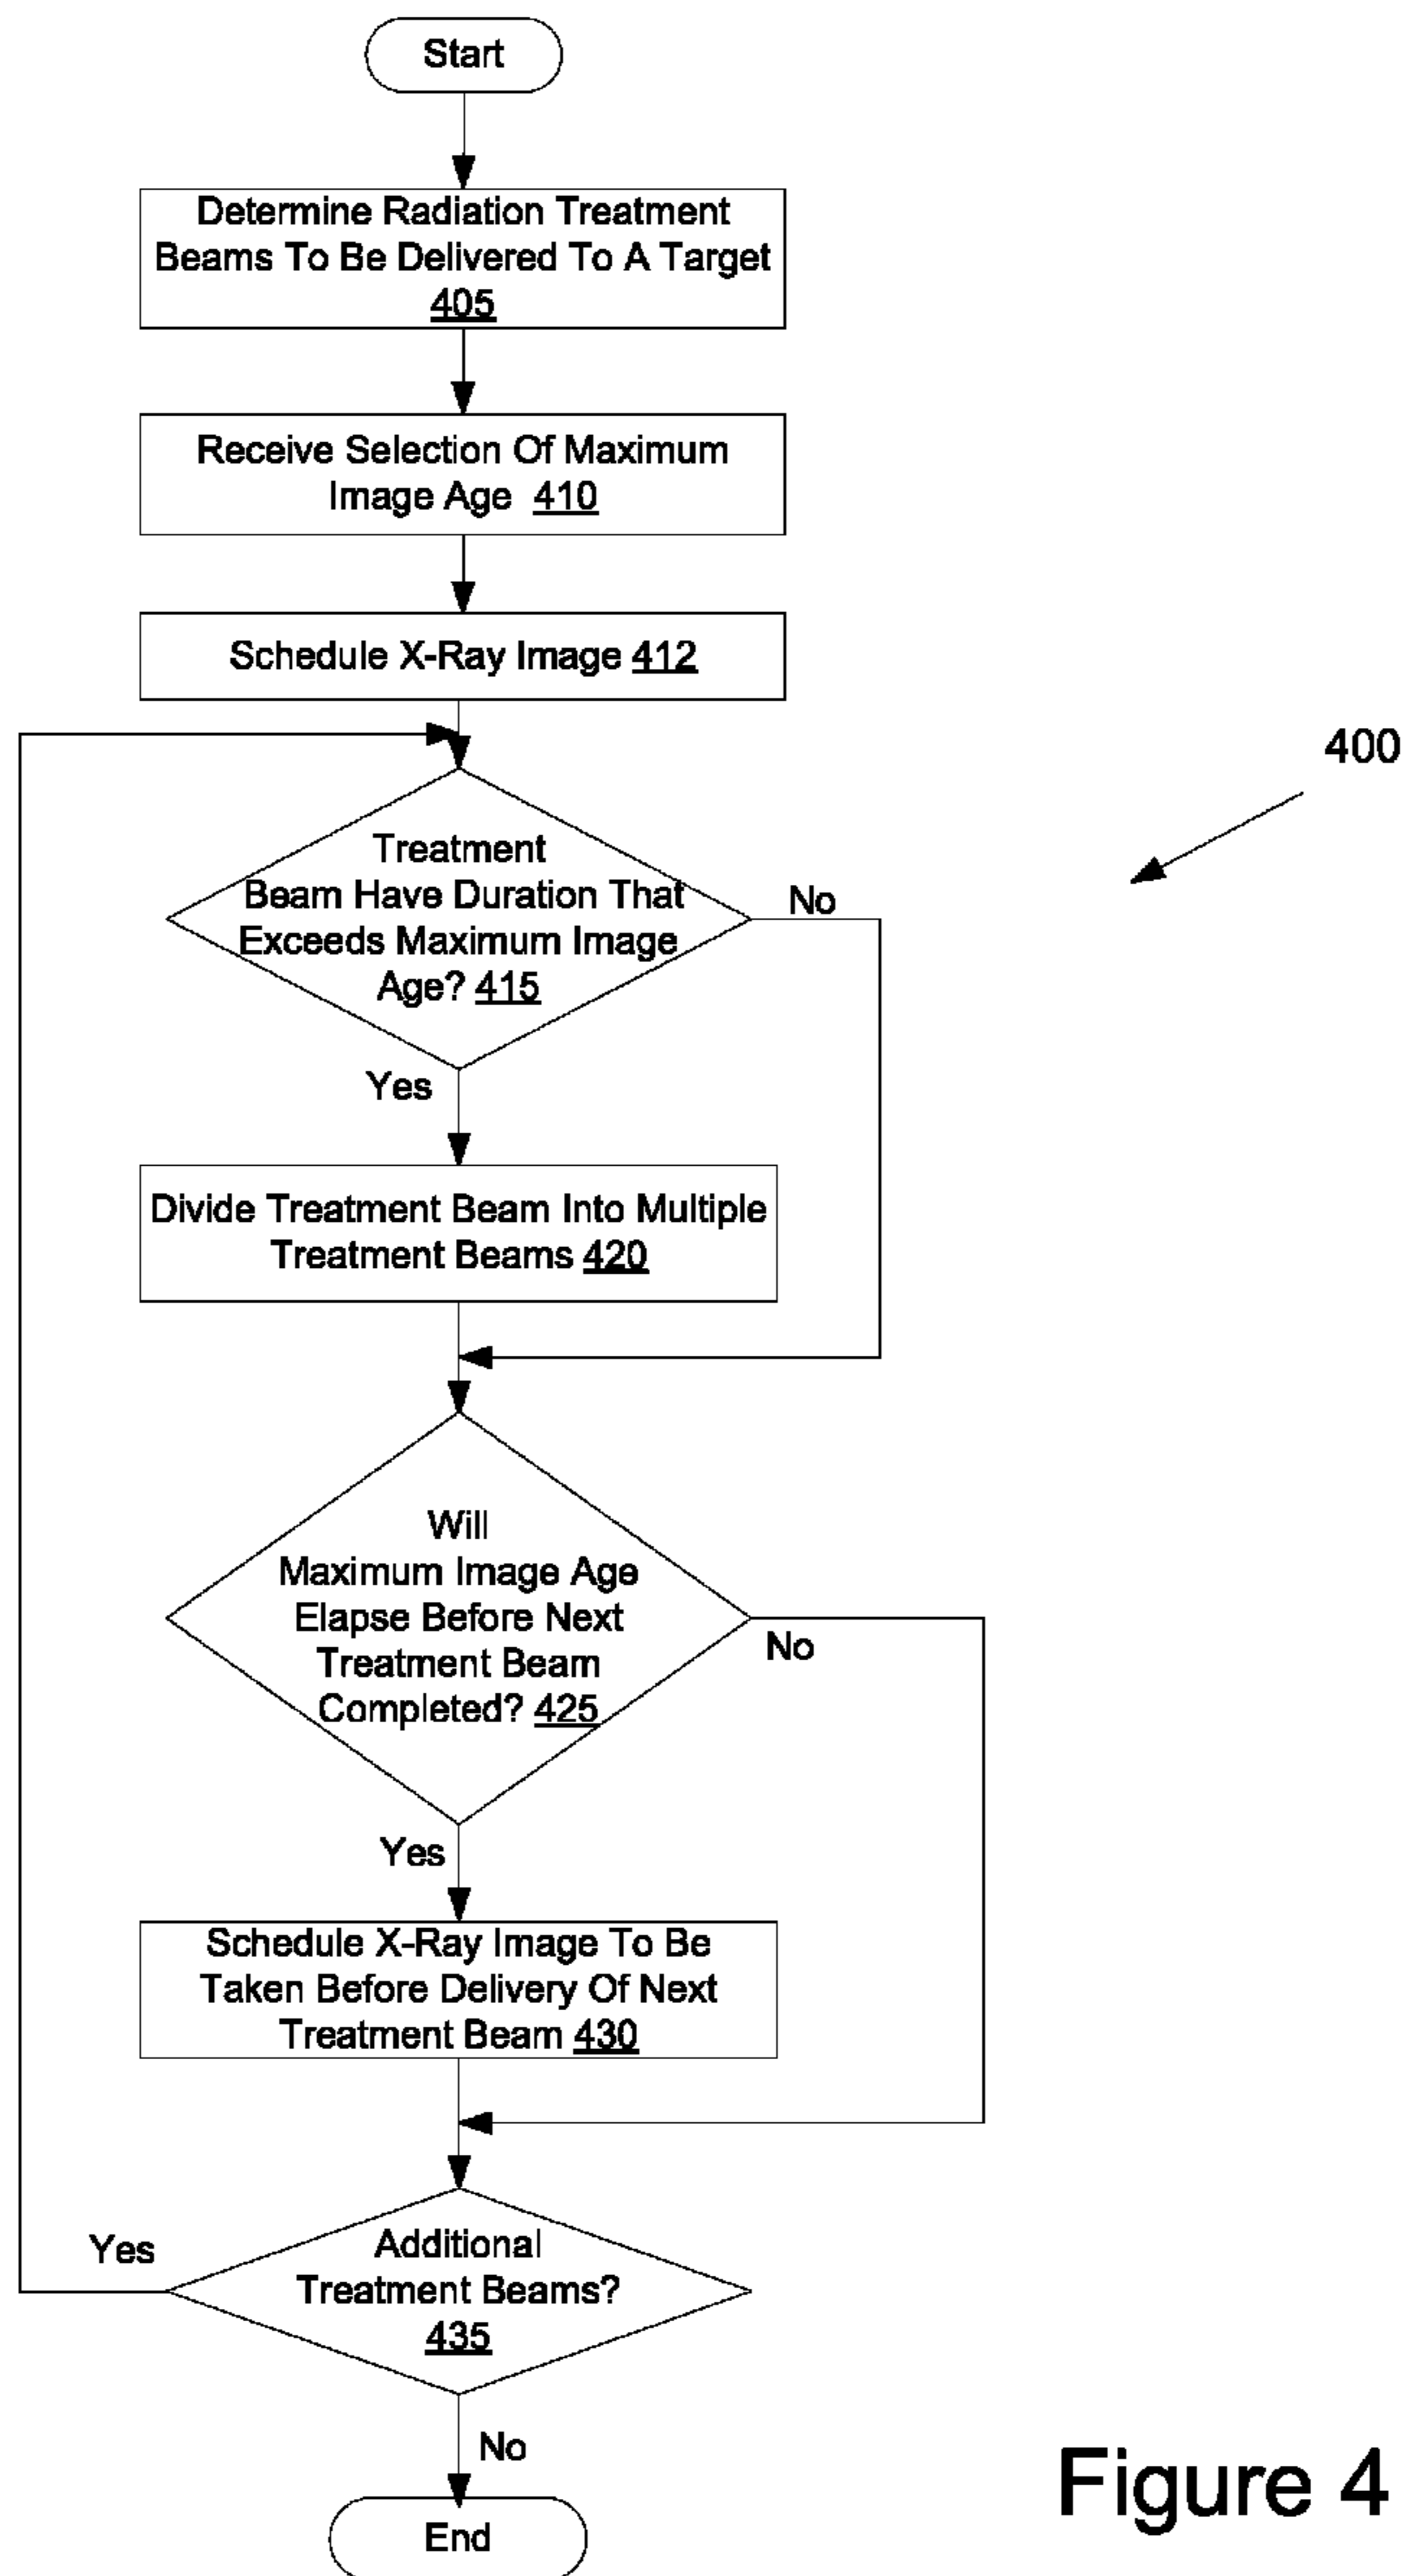 Start
Determine Radiation Treatment
Beams To Be Delivered To A Target
405
Receive Selection Of Maximum
Image Age 410
Schedule X-Ray Image 412
400
Treatment
Beam Have Duration That
Exceeds Maximum Image
Age? 415
No
Yes
Divide Treatment Beam Into Multiple
Treatment Beams 420
Will
Maximum Image Age
Elapse Before Next
Treatment Beam
Completed? 425
No
Yes
Schedule X-Ray Image To Be
Taken Before Delivery Of Next
Treatment Beam 430
Additional
Treatment Beams?
435
Yes
No
End
Figure 4